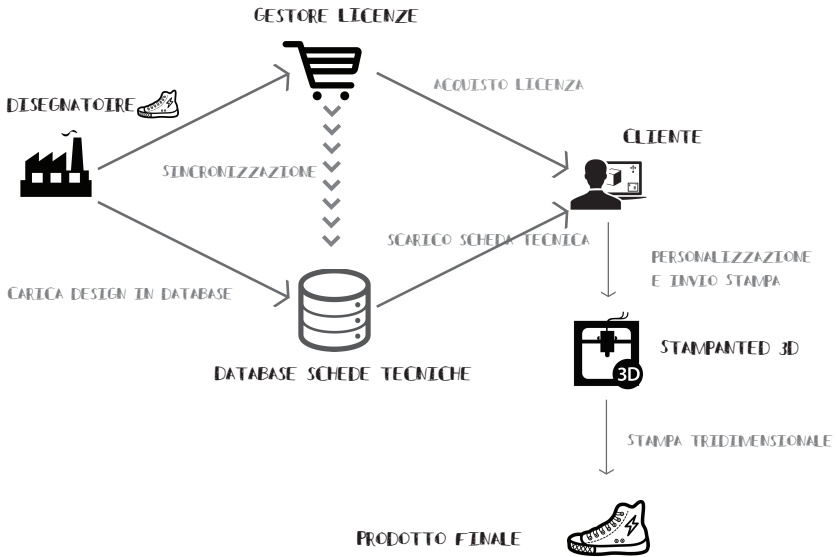 GESTORE LICENZE
ACQUISTO LICENZA
DISEGNATOIRE
CLIENTE
SINCRONIZZAZIONE
SCARICO SCHEDA TECNICA
PERSONALIZZAZIONE
E INVIO STAMPA
CARICA DESIGN IN DATABASE
STAMPANTED 3D
3D
DATABASE SCHEDE TECNICHE
STAMPA TRIDIMENSIONALE
PRODOTTO FINALE